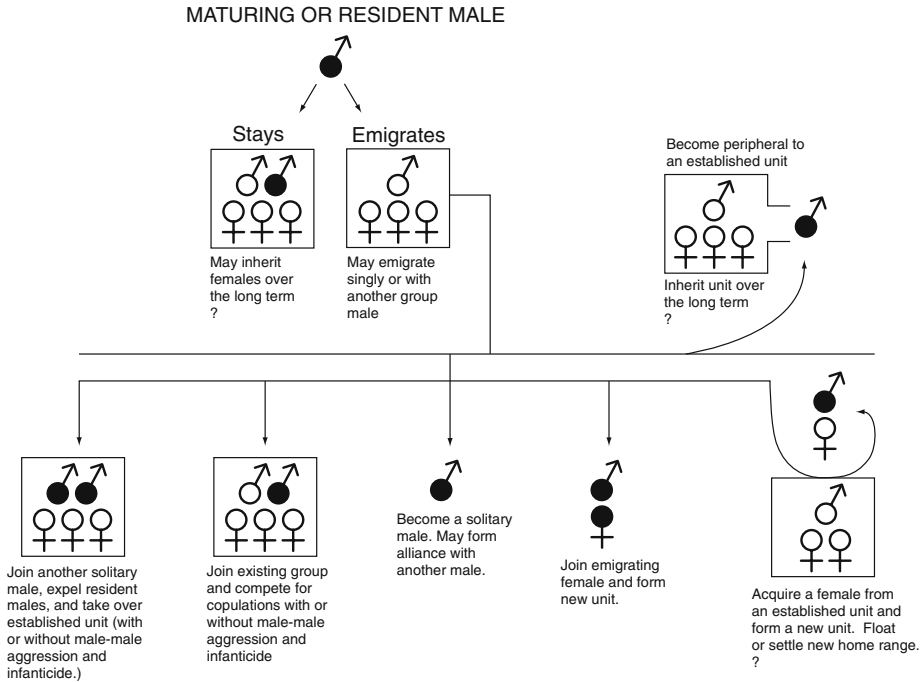 MATURING OR RESIDENT MALE
Stays
Emigrates
May inherit
females over
the long term
?
May emigrate
singly or with
another group
male
Become peripheral to
an established unit
Inherit unit over
the long term
?
Join another solitary
male, expel resident
males, and take over
established unit (with
or without male-male
aggression and
infanticide.)
Join existing group
and compete for
copulations with or
without male-male
aggression and
infanticide
Become a solitary
male. May form
alliance with
another male.
Join emigrating
female and form
new unit.
Acquire a female from
an established unit and
form a new unit. Float
or settle new home range.
?